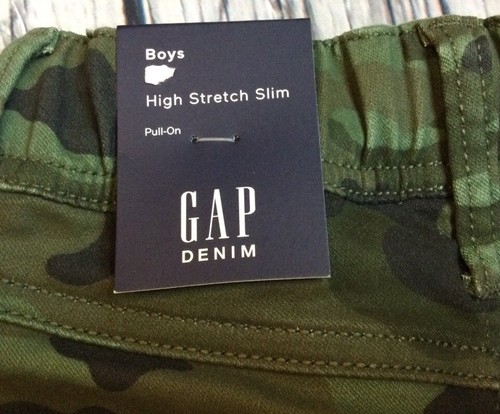 Boys
High Stretch Slim
Pull-On
GAP
DENIM